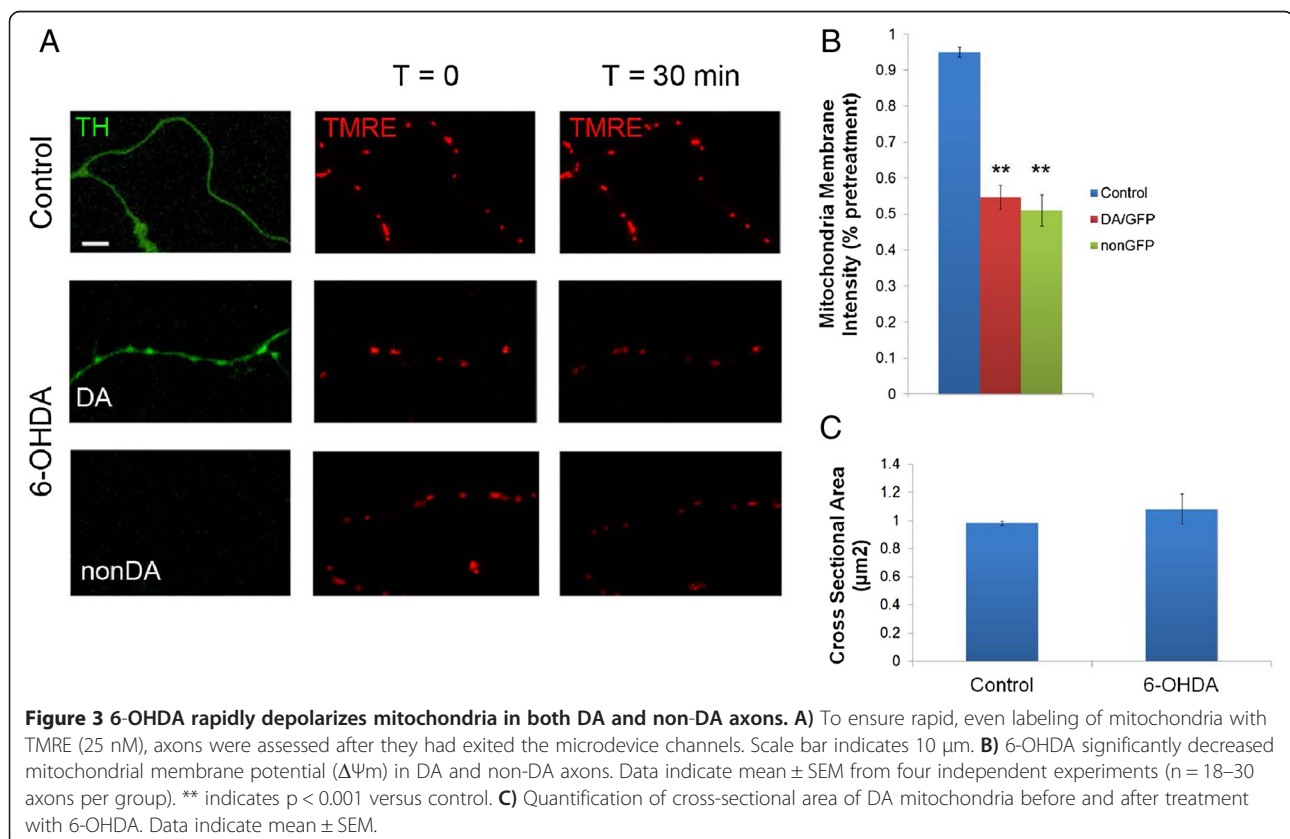 A
T = 0
T = 30 min
Control
TH
TMRE
TMRE
6-OHDA
DA
nonDA
B
Mitochondria Membrane
Intensity (% pretreatment)
1
0.9
0.8
0.7
0.6
0.5
0.4
0.3
0.2
0.1
0
** **
Control
DA/GFP
nonGFP
C
Cross Sectional Area
(µm2)
1.4
1.2
1
0.8
0.6
0.4
0.2
0
Control 6-OHDA
Figure 3 6-OHDA rapidly depolarizes mitochondria in both DA and non-DA axons. A) To ensure rapid, even labeling of mitochondria with
TMRE (25 nM), axons were assessed after they had exited the microdevice channels. Scale bar indicates 10 µm. B) 6-OHDA significantly decreased
mitochondrial membrane potential (ΔΨm) in DA and non-DA axons. Data indicate mean ± SEM from four independent experiments (n = 18–30
axons per group). ** indicates p < 0.001 versus control. C) Quantification of cross-sectional area of DA mitochondria before and after treatment
with 6-OHDA. Data indicate mean ± SEM.